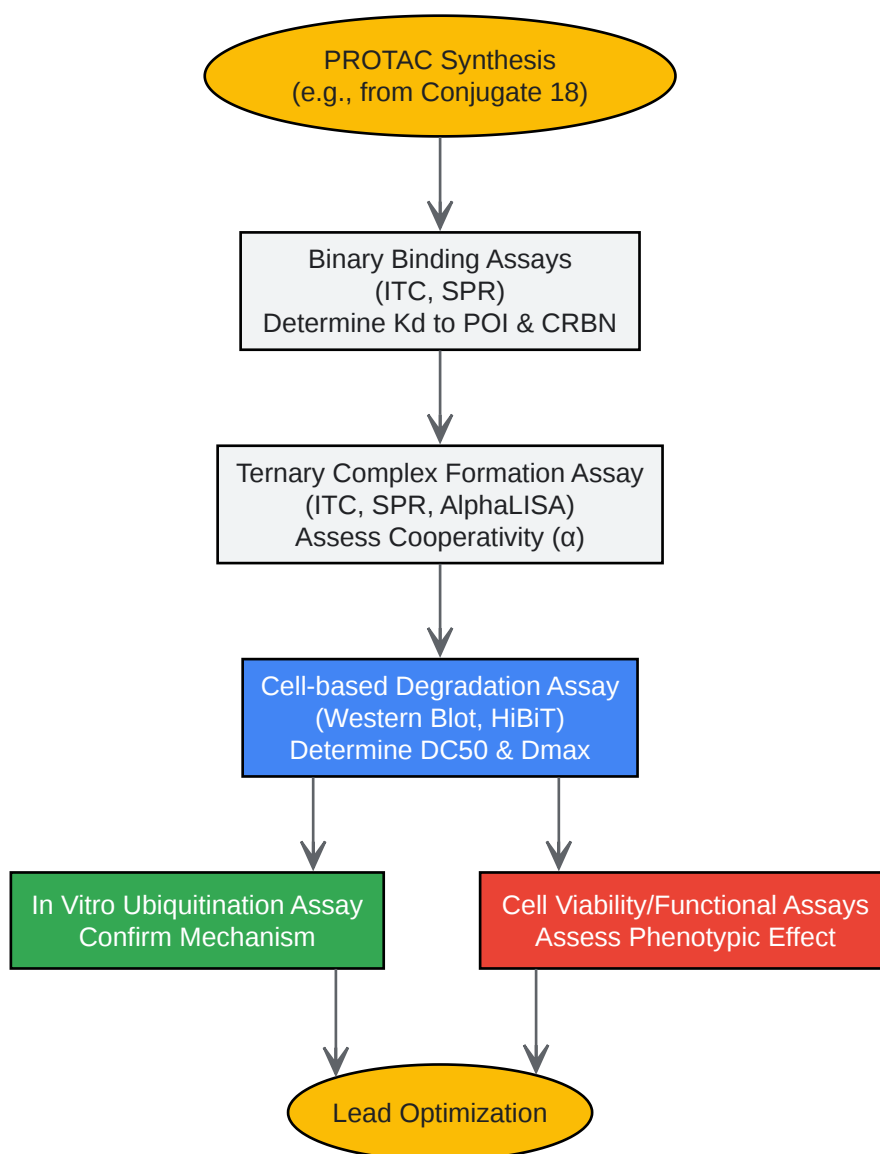 PROTAC Synthesis
(e.g., from Conjugate 18)
Binary Binding Assays
(ITC, SPR)
Determine Kd to POI & CRBN
Ternary Complex Formation Assay
(ITC, SPR, AlphaLISA)
Assess Cooperativity (α)
Cell-based Degradation Assay
(Western Blot, HiBiT)
Determine DC50 & Dmax
In Vitro Ubiquitination Assay
Confirm Mechanism
Cell Viability/Functional Assays
Assess Phenotypic Effect
Lead Optimization